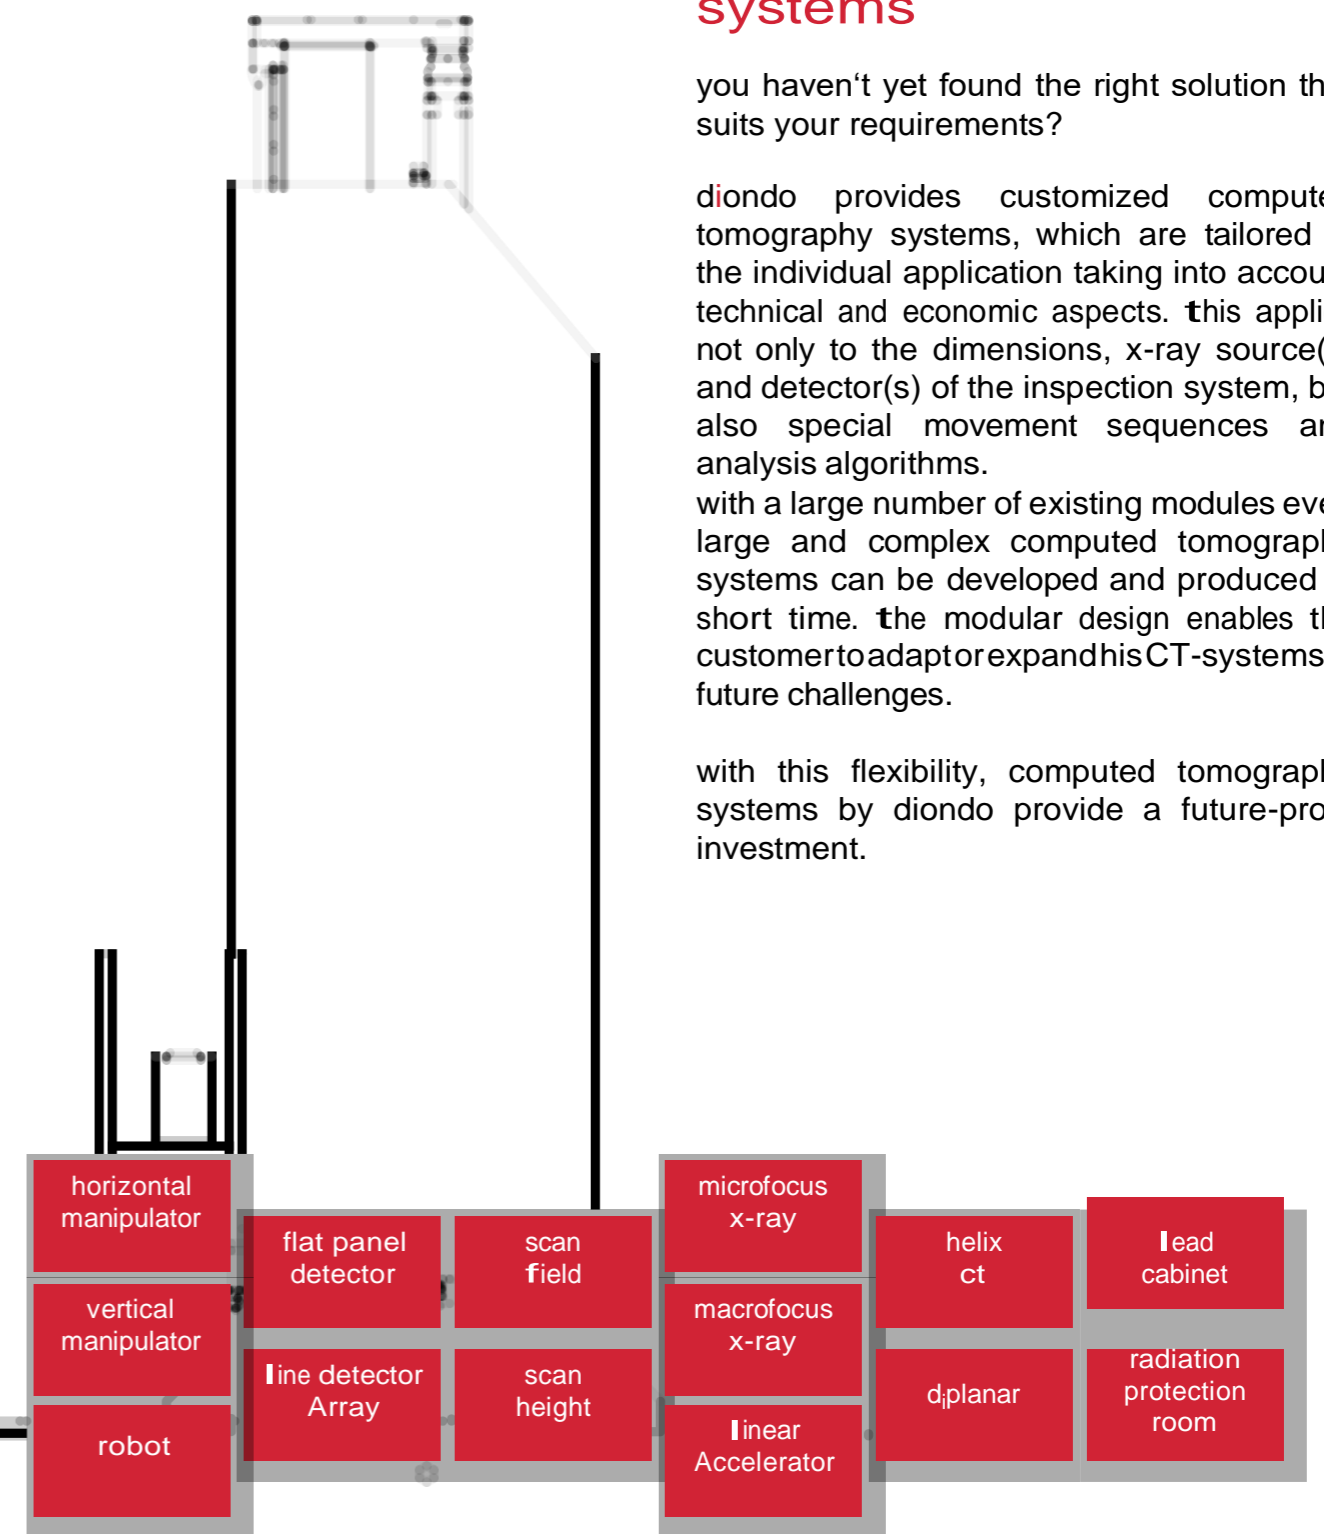 systems
you haven‘t yet found the right solution th
suits your requirements?
diondo provides customized compute
tomography systems, which are tailored
the individual application taking into accou
technical and economic aspects. this appli
not only to the dimensions, x-ray source(
and detector(s) of the inspection system, b
also special movement sequences an
analysis algorithms.
with a large number of existing modules eve
large and complex computed tomograph
systems can be developed and produced
short time. the modular design enables th
customertoadaptorexpandhisCT-systems
future challenges.
with this flexibility, computed tomograph
systems by diondo provide a future-pro
investment.
horizontal
manipulator
vertical
manipulator
robot
flat panel
detector
line detector
Array
scan
field
scan
height
microfocus
x-ray
macrofocus
x-ray
linear
Accelerator
helix
ct
diplanar
lead
cabinet
radiation
protection
room